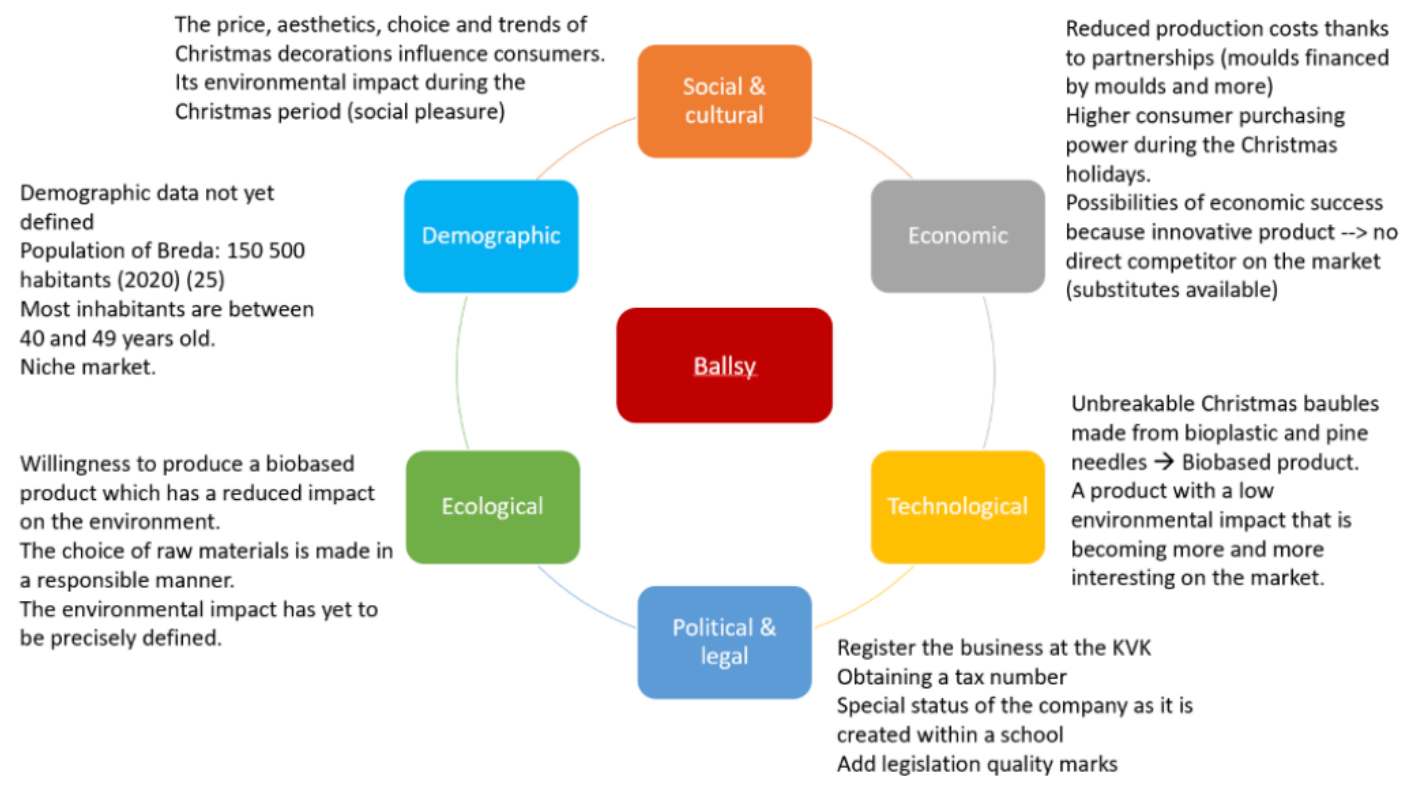 The price, aesthetics, choice and trends of
Christmas decorations influence consumers.
Its environmental impact during the
Christmas period (social pleasure)
Social &
cultural
Reduced production costs thanks
to partnerships (moulds financed
by moulds and more)
Higher consumer purchasing
power during the Christmas
holidays.
Possibilities of economic success
because innovative product --> no
direct competitor on the market
(substitutes available)
Demographic data not yet
defined
Population of Breda: 150 500
habitants (2020) (25)
Most inhabitants are between
40 and 49 years old.
Niche market.
Demographic
Economic
Ballsy
Willingness to produce a biobased
product which has a reduced impact
on the environment.
The choice of raw materials is made in
a responsible manner.
The environmental impact has yet to
be precisely defined.
Ecological
Technological
Unbreakable Christmas baubles
made from bioplastic and pine
needles → Biobased product.
A product with a low
environmental impact that is
becoming more and more
interesting on the market.
Political &
legal
Register the business at the KVK
Obtaining a tax number
Special status of the company as it is
created within a school
Add legislation quality marks